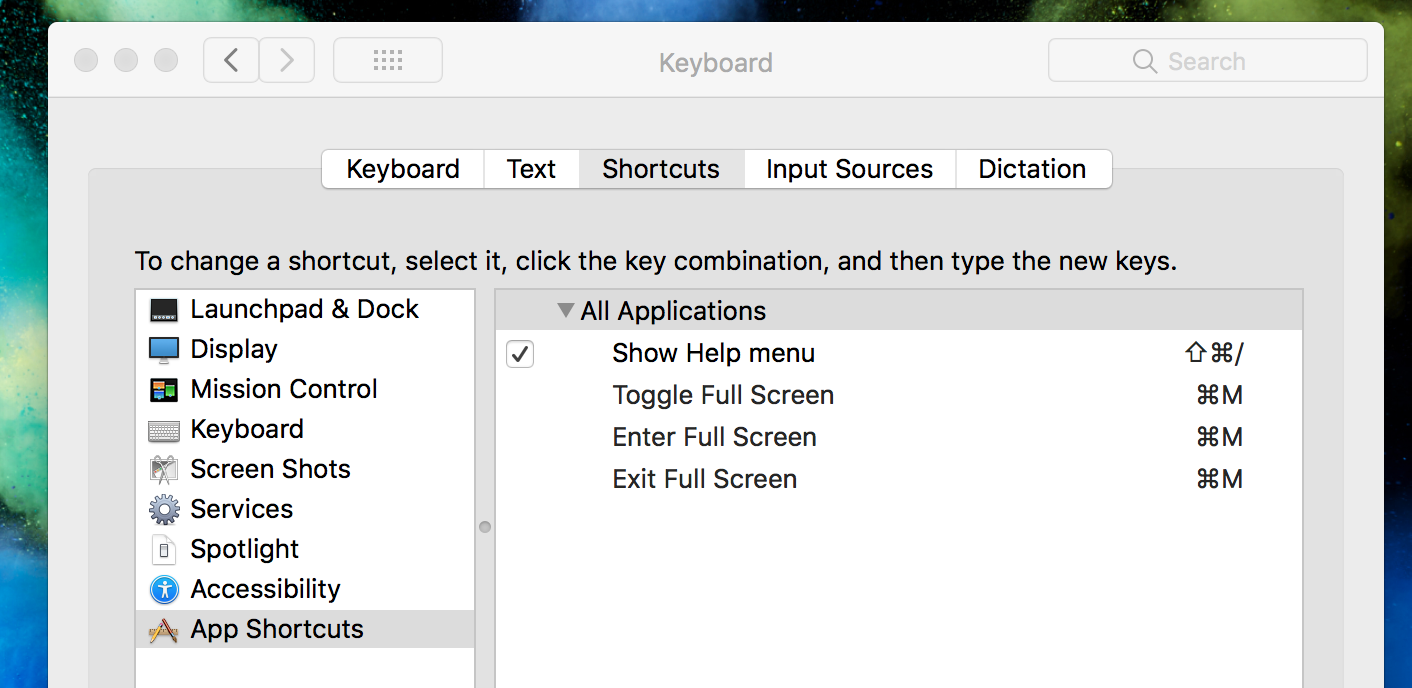 Keyboard
Search
Keyboard Text Shortcuts Input Sources Dictation
To change a shortcut, select it, click the key combination, and then type the new keys.
Launchpad & Dock
Display
Mission Control
Keyboard
Screen Shots
Services
Spotlight
Accessibility
App Shortcuts
All Applications
Show Help menu ⇧⌘/
Toggle Full Screen ⌘M
Enter Full Screen ⌘M
Exit Full Screen ⌘M